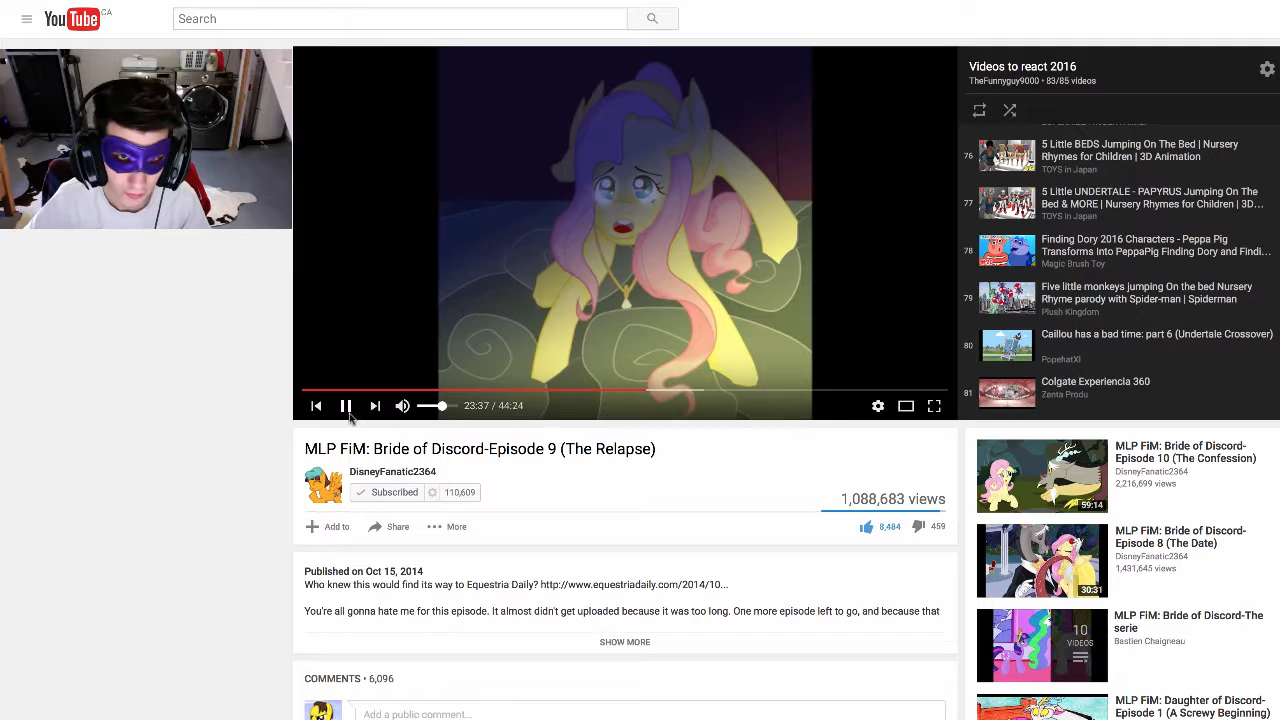 YouTube CA
Search
Videos to react 2016
TheFunnyguy9000 • 83/85 videos
76
5 Little BEDS Jumping On The Bed | Nursery
Rhymes for Children | 3D Animation
TOYS in Japan
77
5 Little UNDERTALE - PAPYRUS Jumping On The
Bed & MORE | Nursery Rhymes for Children | 3D...
TOYS in Japan
78
Finding Dory 2016 Characters - Peppa Pig
Transforms Into PeppaPig Finding Dory and Findi...
Magic Brush Toy
79
Five little monkeys jumping On the bed Nursery
Rhyme parody with Spider-man | Spiderman
Plush Kingdom
80
Caillou has a bad time: part 6 (Undertale Crossover)
PopehatXI
81
Colgate Experiencia 360
Zenta Produ
23:37 / 44:24
MLP FiM: Bride of Discord-Episode 9 (The Relapse)
DisneyFanatic2364
Subscribed 110,609
1,088,683 views
Add to Share More
8,484 459
Published on Oct 15, 2014
Who knew this would find its way to Equestria Daily? http://www.equestriadaily.com/2014/10...
You're all gonna hate me for this episode. It almost didn't get uploaded because it was too long. One more episode left to go, and because that
SHOW MORE
COMMENTS • 6,096
Add a public comment...
MLP FiM: Bride of Discord-
Episode 10 (The Confession)
DisneyFanatic2364
2,216,699 views
59:14
MLP FiM: Bride of Discord-
Episode 8 (The Date)
DisneyFanatic2364
1,431,645 views
30:31
MLP FiM: Bride of Discord-The
serie
Bastien Chaigneau
10
VIDEOS
MLP FiM: Daughter of Discord-
Episode 1 (A Screwy Beginning)